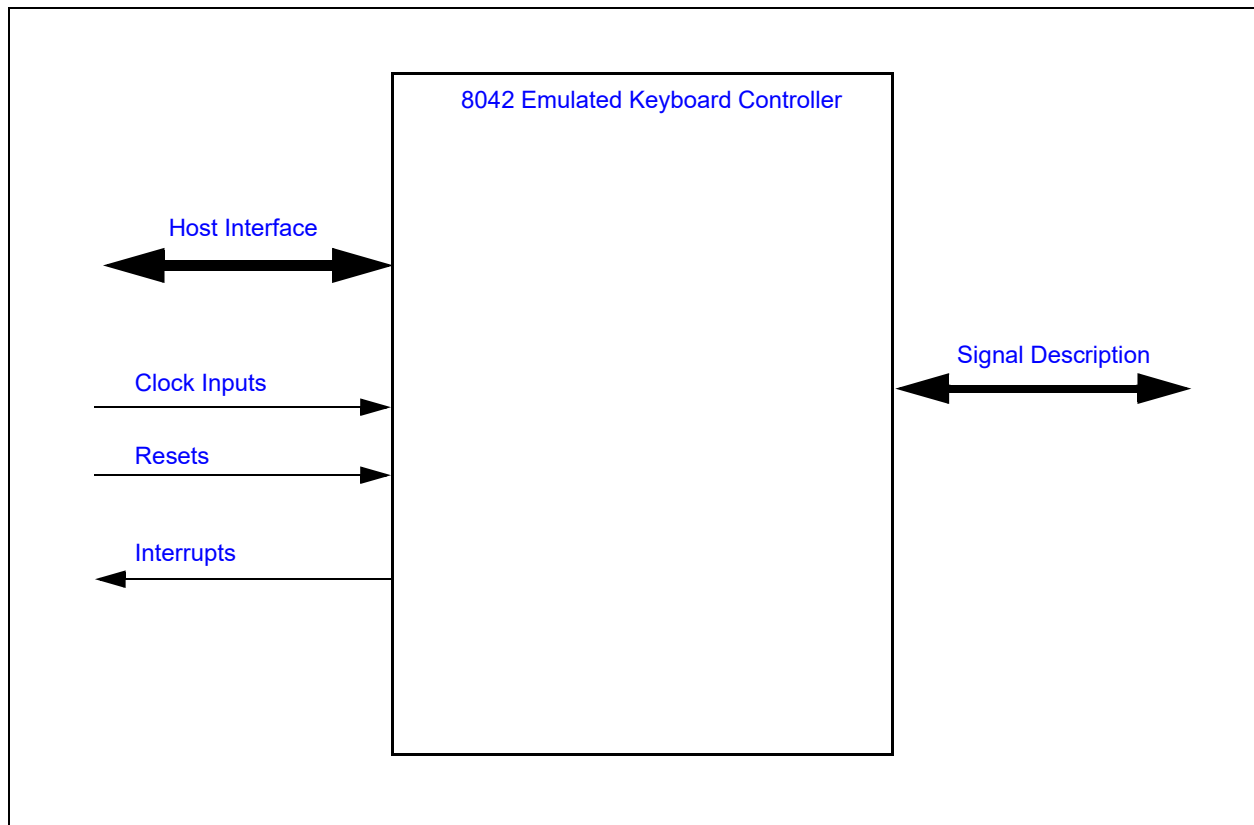 8042 Emulated Keyboard Controller
Host Interface
Signal Description
Clock Inputs
Resets
Interrupts